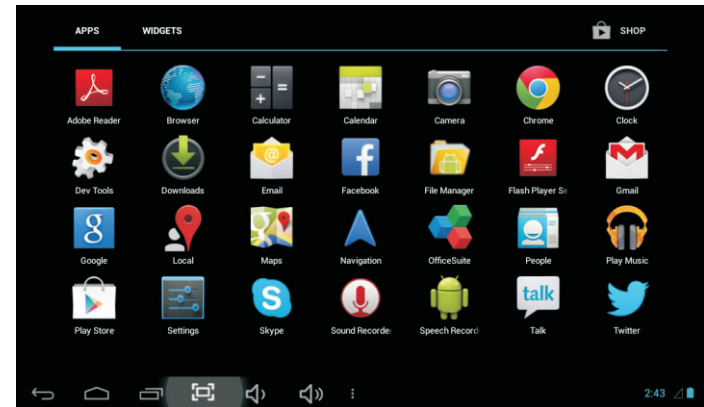 APPS WIDGETS SHOP
Adobe Reader Browser Calculator Calendar Camera Chrome Clock
Dev Tools Downloads Email Facebook File Manager Flash Player Se Gmail
Google Local Maps Navigation OfficeSuite People Play Music
talk
Play Store Settings Skype Sound Recorder Speech Record Talk Twitter
2:43